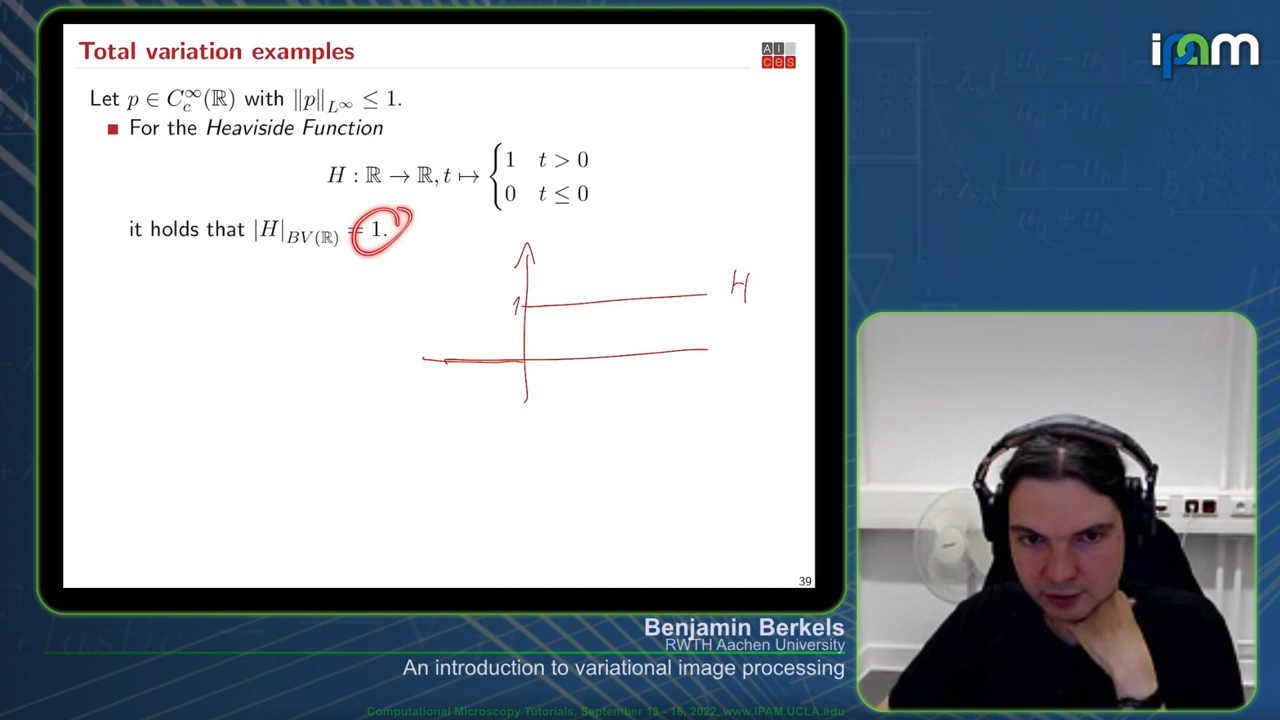 Total variation examples
AI
CES
ipam
Let p ∈ C_c^∞(ℝ) with ‖p‖_{L^∞} ≤ 1.
■ For the Heaviside Function
H : ℝ → ℝ, t ↦ { 1 t > 0
0 t ≤ 0
it holds that |H|_{BV(ℝ)} = 1.
1
H
39
Benjamin Berkels
RWTH Aachen University
An introduction to variational image processing
Computational Microscopy Tutorials, September 13 - 16, 2022, www.IPAM.UCLA.edu